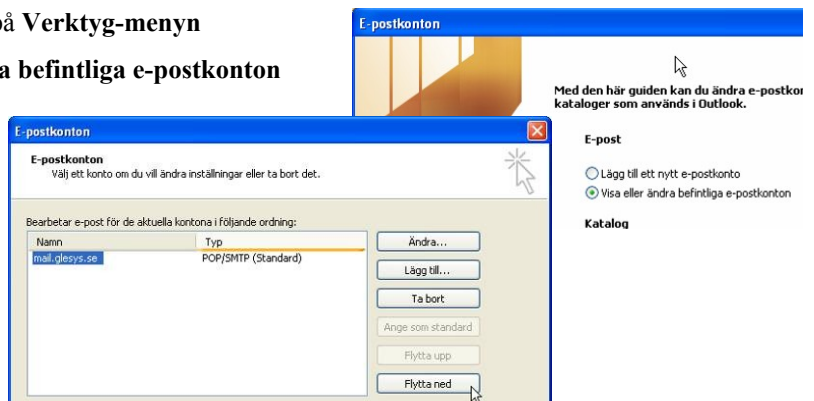 på Verktyg-menyn
befintliga e-postkonton
E-postkonton
Med den här guiden kan du ändra
kataloger som används i Outlook.
E-post
Lägg till ett nytt e-postkonto
Visa eller ändra befintliga e-postkonton
Katalog
E-postkonton
E-postkonton
Välj ett konto om du vill ändra inställningar eller ta bort det.
Bearbetar e-post för de aktuella kontona i följande ordning:
Namn Typ
mail.glesys.se POP/SMTP (Standard)
Ändra...
Lägg till...
Ta bort
Ange som standard
Flytta upp
Flytta ned